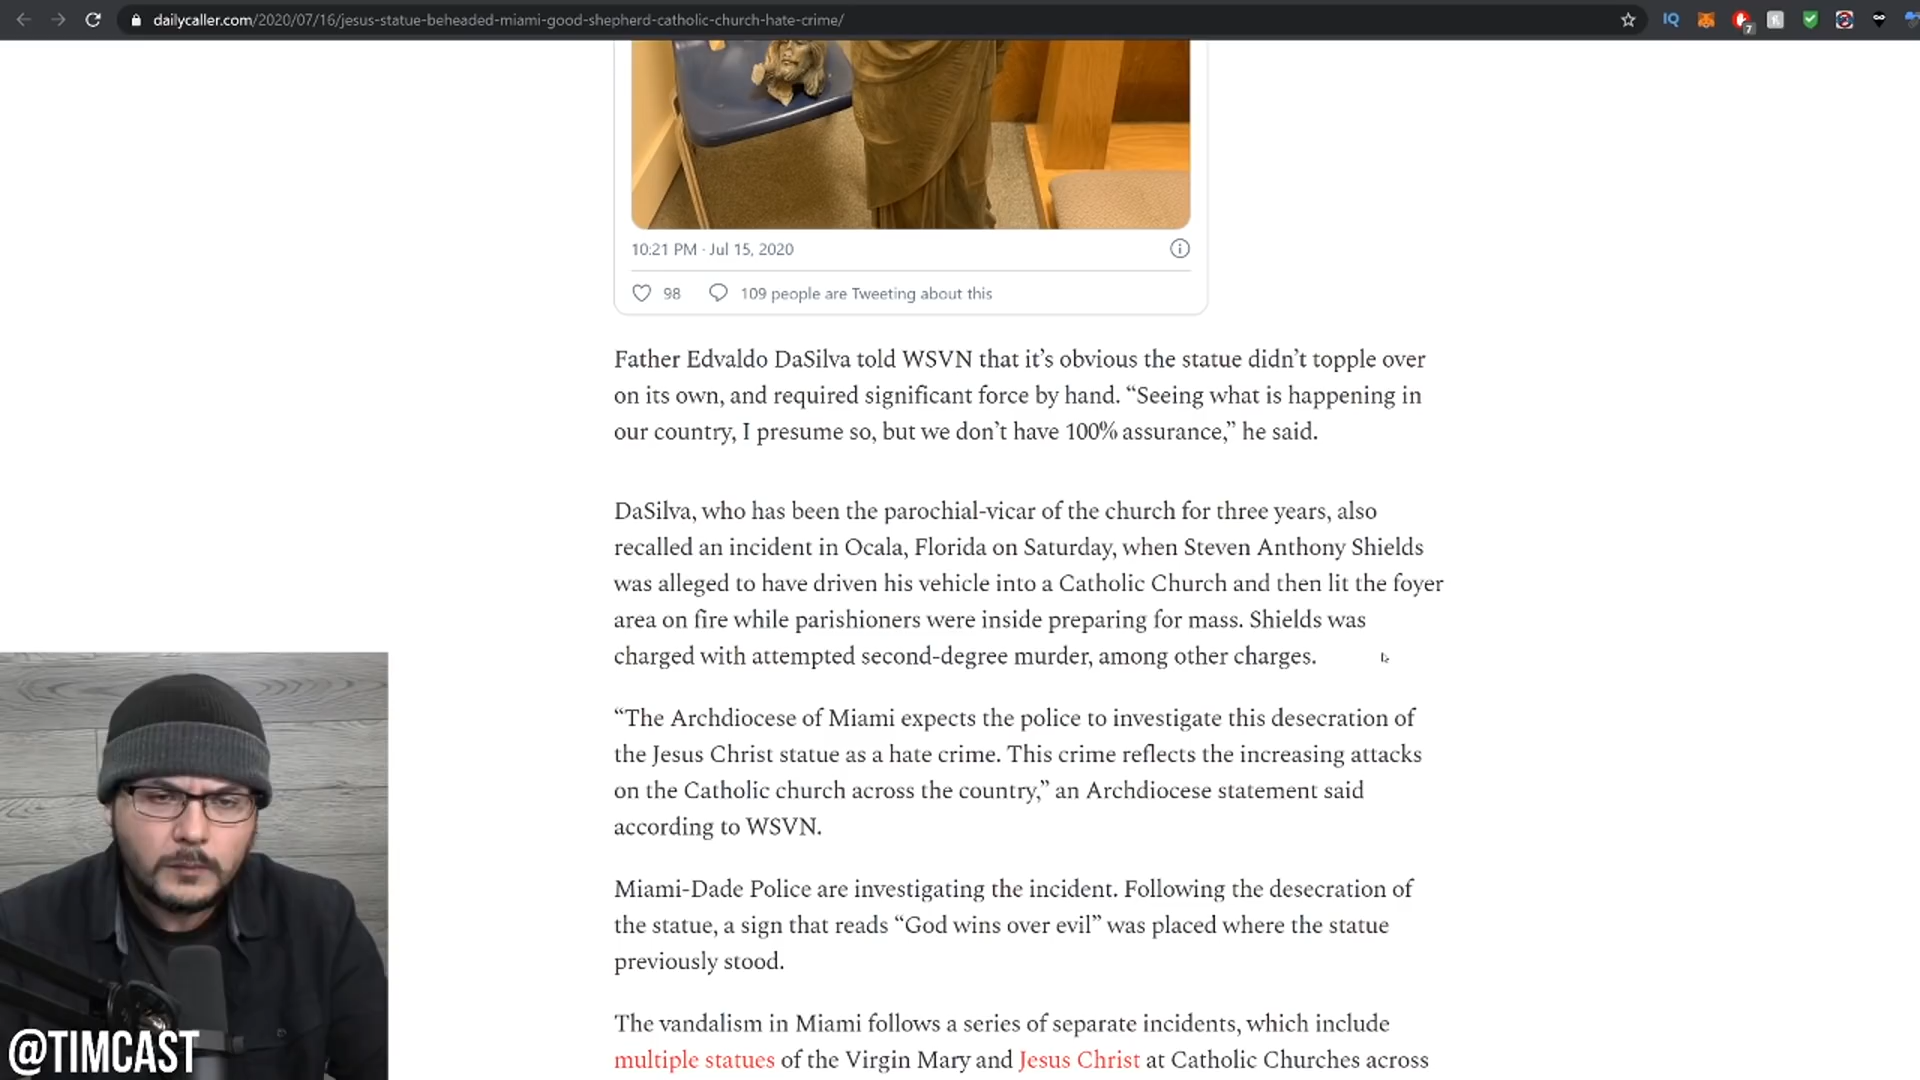 dailycaller.com/2020/07/16/jesus-statue-beheaded-miami-good-shepherd-catholic-church-hate-crime/
IQ
7
10:21 PM · Jul 15, 2020
98
109 people are Tweeting about this
Father Edvaldo DaSilva told WSVN that it’s obvious the statue didn’t topple over
on its own, and required significant force by hand. “Seeing what is happening in
our country, I presume so, but we don’t have 100% assurance,” he said.
DaSilva, who has been the parochial-vicar of the church for three years, also
recalled an incident in Ocala, Florida on Saturday, when Steven Anthony Shields
was alleged to have driven his vehicle into a Catholic Church and then lit the foyer
area on fire while parishioners were inside preparing for mass. Shields was
charged with attempted second-degree murder, among other charges.
“The Archdiocese of Miami expects the police to investigate this desecration of
the Jesus Christ statue as a hate crime. This crime reflects the increasing attacks
on the Catholic church across the country,” an Archdiocese statement said
according to WSVN.
Miami-Dade Police are investigating the incident. Following the desecration of
the statue, a sign that reads “God wins over evil” was placed where the statue
previously stood.
The vandalism in Miami follows a series of separate incidents, which include
multiple statues of the Virgin Mary and Jesus Christ at Catholic Churches across
@TIMCAST